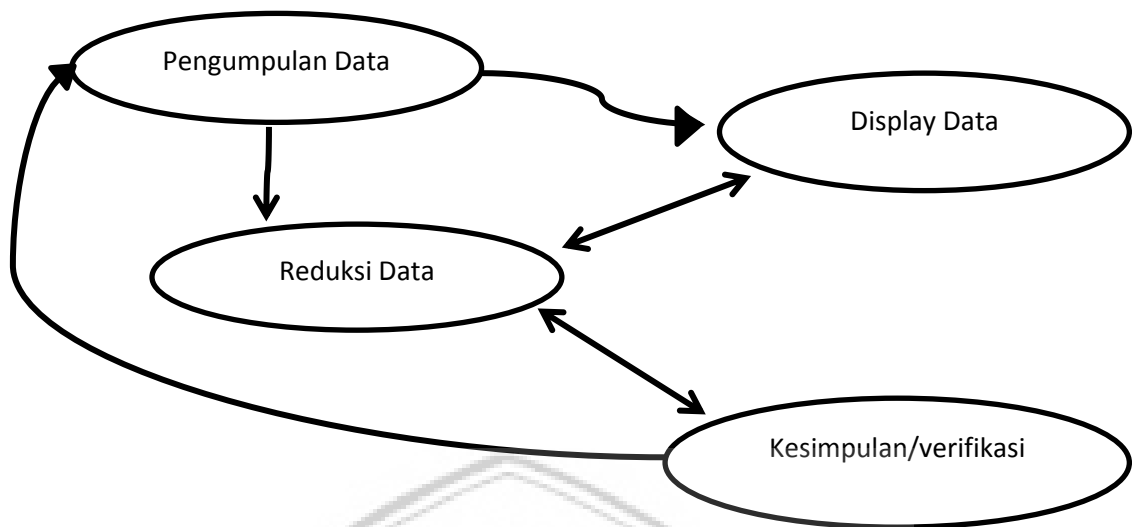 Pengumpulan Data
Display Data
Reduksi Data
Kesimpulan/verifikasi